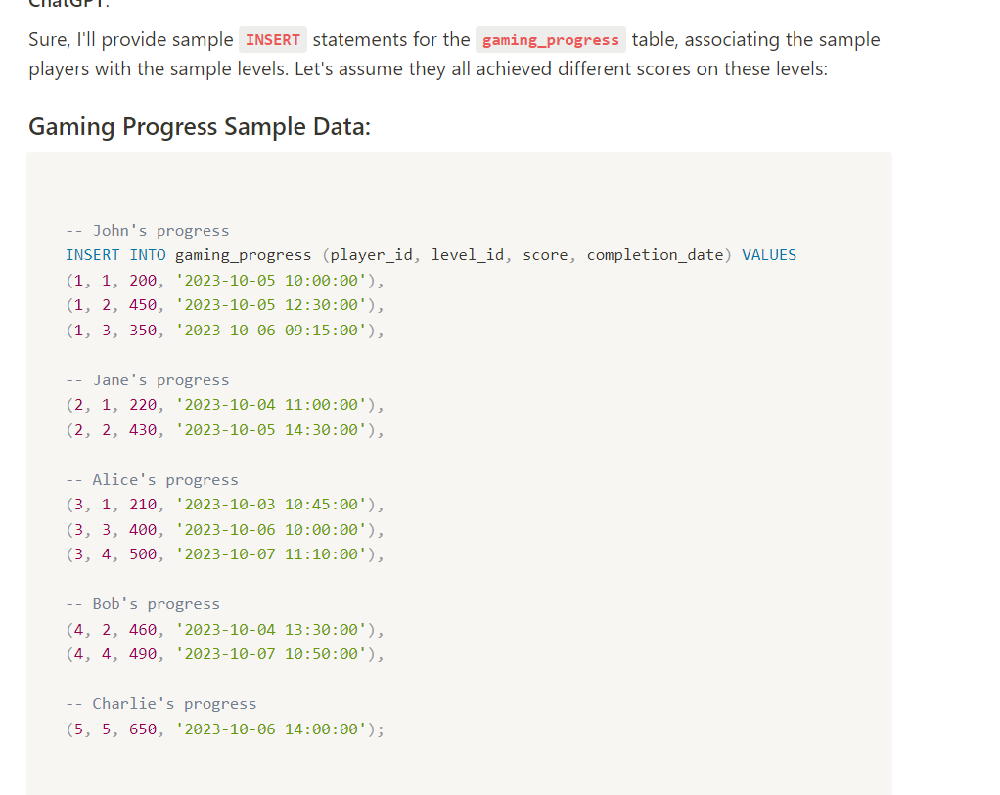 ChatGPT:
Sure, I'll provide sample INSERT statements for the gaming_progress table, associating the sample
players with the sample levels. Let's assume they all achieved different scores on these levels:
Gaming Progress Sample Data:
-- John's progress
INSERT INTO gaming_progress (player_id, level_id, score, completion_date) VALUES
(1, 1, 200, '2023-10-05 10:00:00'),
(1, 2, 450, '2023-10-05 12:30:00'),
(1, 3, 350, '2023-10-06 09:15:00'),
-- Jane's progress
(2, 1, 220, '2023-10-04 11:00:00'),
(2, 2, 430, '2023-10-05 14:30:00'),
-- Alice's progress
(3, 1, 210, '2023-10-03 10:45:00'),
(3, 3, 400, '2023-10-06 10:00:00'),
(3, 4, 500, '2023-10-07 11:10:00'),
-- Bob's progress
(4, 2, 460, '2023-10-04 13:30:00'),
(4, 4, 490, '2023-10-07 10:50:00'),
-- Charlie's progress
(5, 5, 650, '2023-10-06 14:00:00');